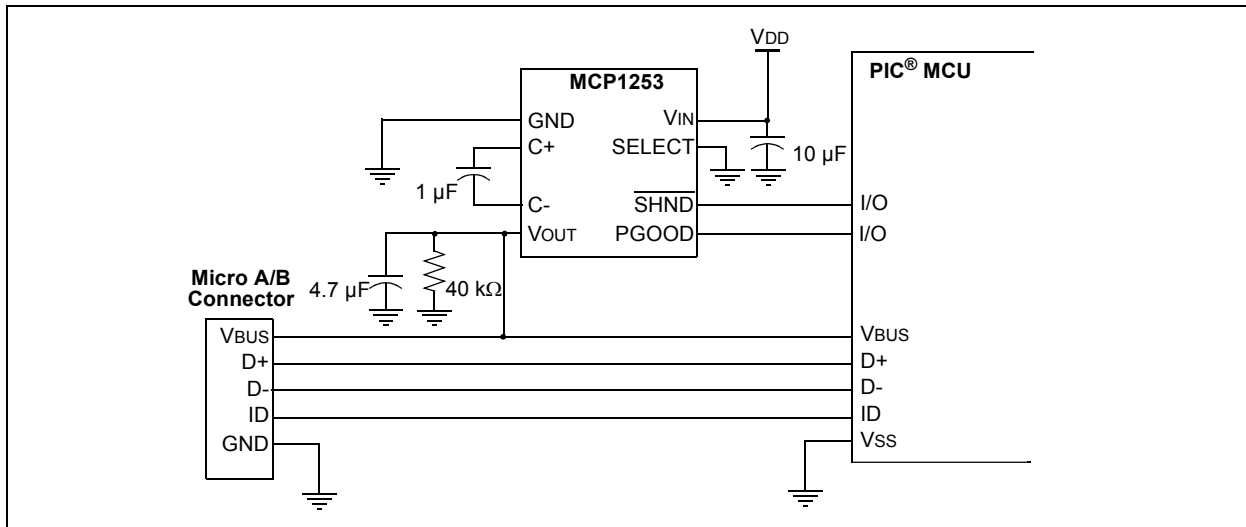 VDD
MCP1253
PIC® MCU
GND
VIN
C+
SELECT
10 µF
1 µF
C-
SHND
I/O
VOUT
PGOOD
I/O
Micro A/B
Connector
4.7 µF
40 kΩ
VBUS
VBUS
D+
D+
D-
D-
ID
ID
GND
VSS